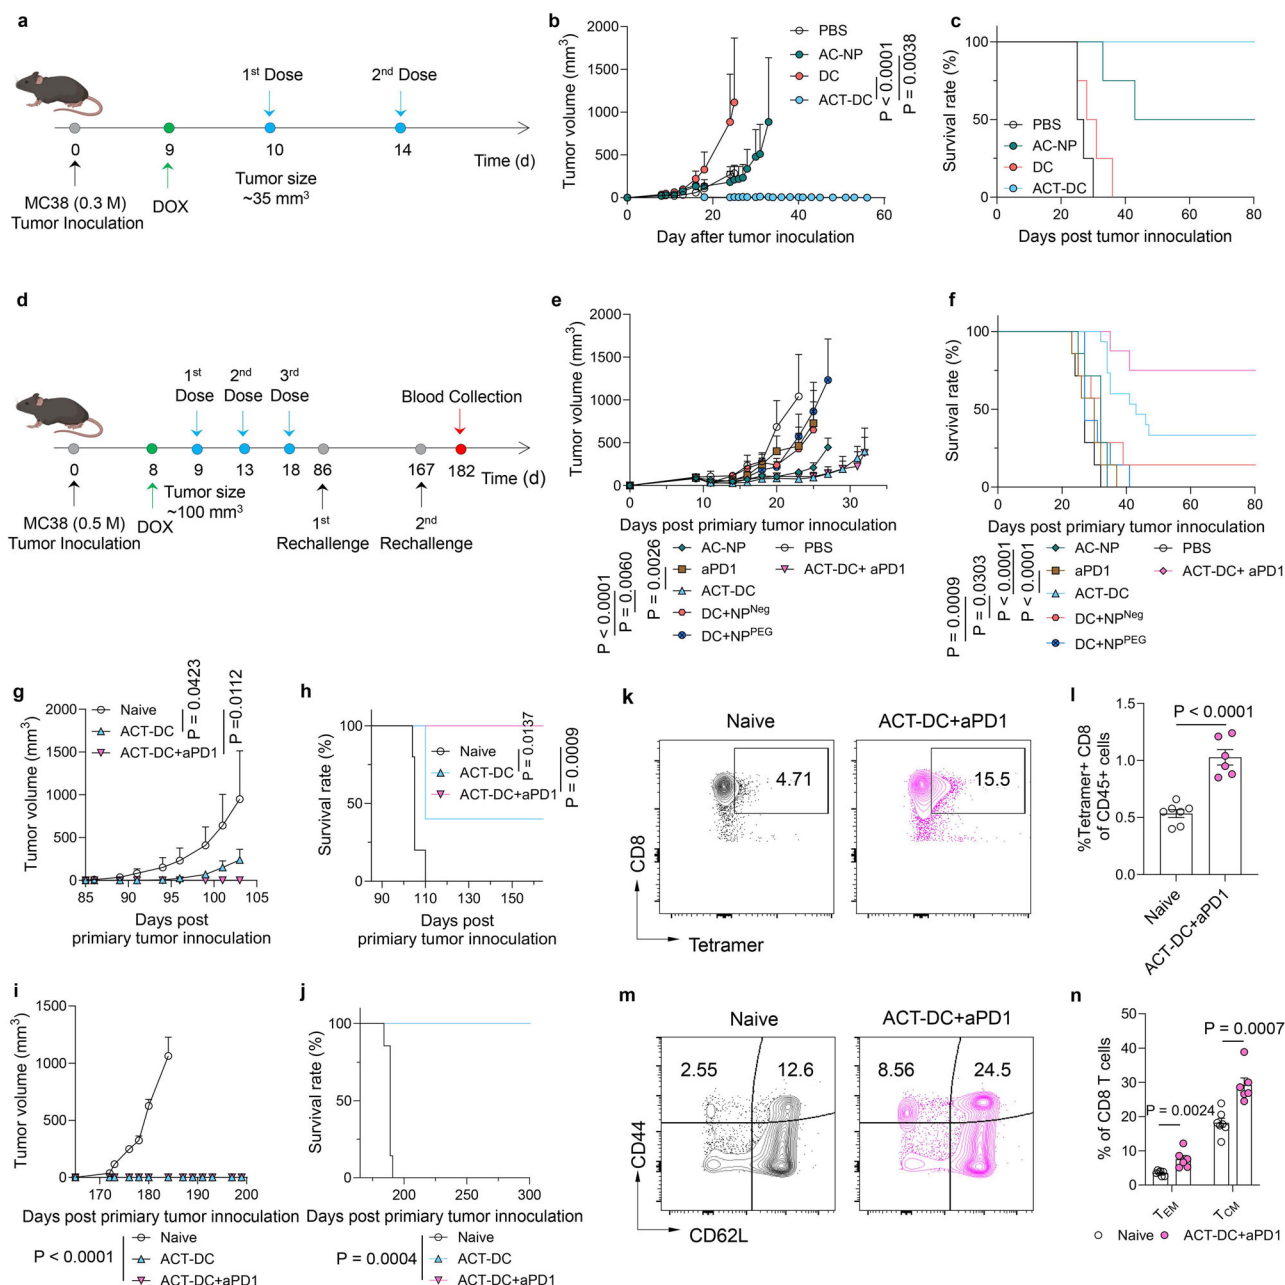 a
1st Dose
2nd Dose
0
9
10
14
Time (d)
MC38 (0.3 M)
Tumor Inoculation
DOX
Tumor size
~35 mm3
b
Tumor volume (mm3)
2000
1500
1000
500
0
0
20
40
60
Day after tumor inoculation
PBS
AC-NP
DC
ACT-DC
P < 0.0001
P = 0.0038
c
Survival rate (%)
100
50
0
0
20
40
60
80
Days post tumor innoculation
PBS
AC-NP
DC
ACT-DC
d
1st
Dose
2nd
Dose
3rd
Dose
Blood Collection
0
8
9
13
18
86
167
182
Time (d)
MC38 (0.5 M)
Tumor Inoculation
DOX
Tumor size
~100 mm3
1st
Rechallenge
2nd
Rechallenge
e
Tumor volume (mm3)
2000
1500
1000
500
0
0
10
20
30
Days post primary tumor innoculation
P < 0.0001
P = 0.0060
P = 0.0026
AC-NP
aPD1
ACT-DC
DC+NPNeg
DC+NPPEG
PBS
ACT-DC+ aPD1
f
Survival rate (%)
100
50
0
0
20
40
60
80
Days post primary tumor innoculation
P = 0.0009
P = 0.0303
P < 0.0001
P < 0.0001
AC-NP
aPD1
ACT-DC
DC+NPNeg
DC+NPPEG
PBS
ACT-DC+ aPD1
g
Tumor volume (mm3)
2000
1500
1000
500
0
85
90
95
100
105
Days post
primiary tumor innoculation
Naive
ACT-DC
ACT-DC+aPD1
P = 0.0423
P =0.0112
h
Survival rate (%)
100
50
0
90
110
130
150
Days post
primiary tumor innoculation
Naive
ACT-DC
ACT-DC+aPD1
P = 0.0137
P = 0.0009
k
Naive
ACT-DC+aPD1
4.71
15.5
CD8
Tetramer
l
%Tetramer+ CD8
of CD45+ cells
1.5
1.0
0.5
0.0
P < 0.0001
Naive
ACT-DC+aPD1
i
Tumor volume (mm3)
1500
1000
500
0
170
180
190
200
Days post primiary tumor innoculation
P < 0.0001
Naive
ACT-DC
ACT-DC+aPD1
j
Survival rate (%)
100
50
0
200
250
300
Days post primiary tumor innoculation
P = 0.0004
Naive
ACT-DC
ACT-DC+aPD1
m
Naive
ACT-DC+aPD1
2.55
12.6
8.56
24.5
CD44
CD62L
n
% of CD8 T cells
50
40
30
20
10
0
P = 0.0007
P = 0.0024
TEM
TCM
Naive
ACT-DC+aPD1